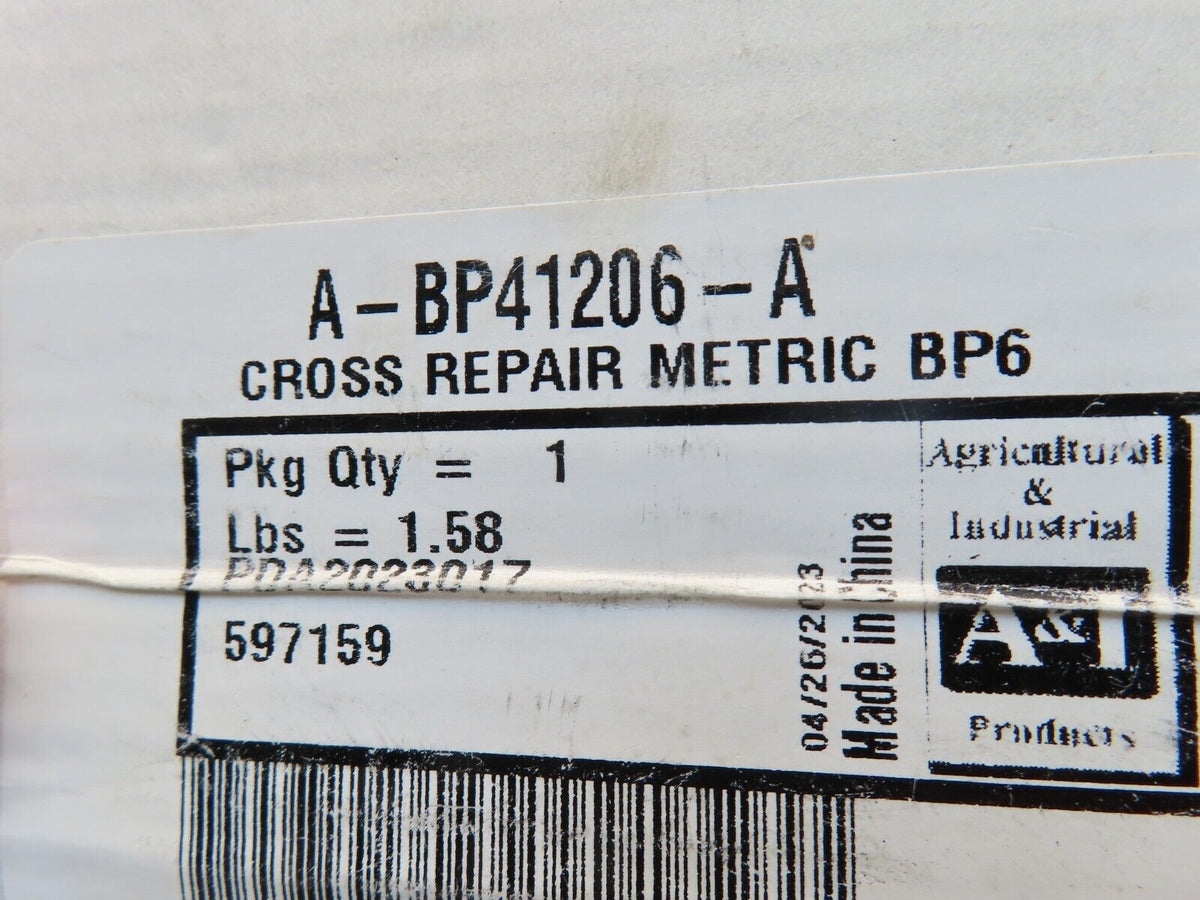 A-BP41206-A
CROSS REPAIR METRIC BP6
Pkg Qty = 1
Lbs = 1.58
PDA2023017
597159
04/26/2023
Made in China
Agricultural
&
Industrial
A&I
Products